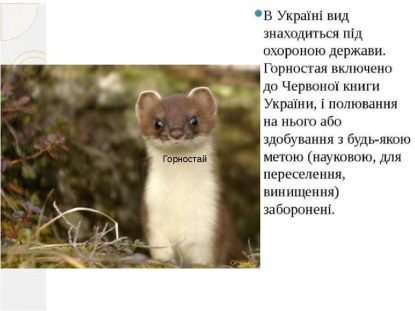 В Україні вид
знаходиться під
охороною держави.
Горностая включено
до Червоної книги
України, і полювання
на нього або
здобування з будь-якою
метою (науковою, для
переселення,
винищення)
заборонені.
Горностай